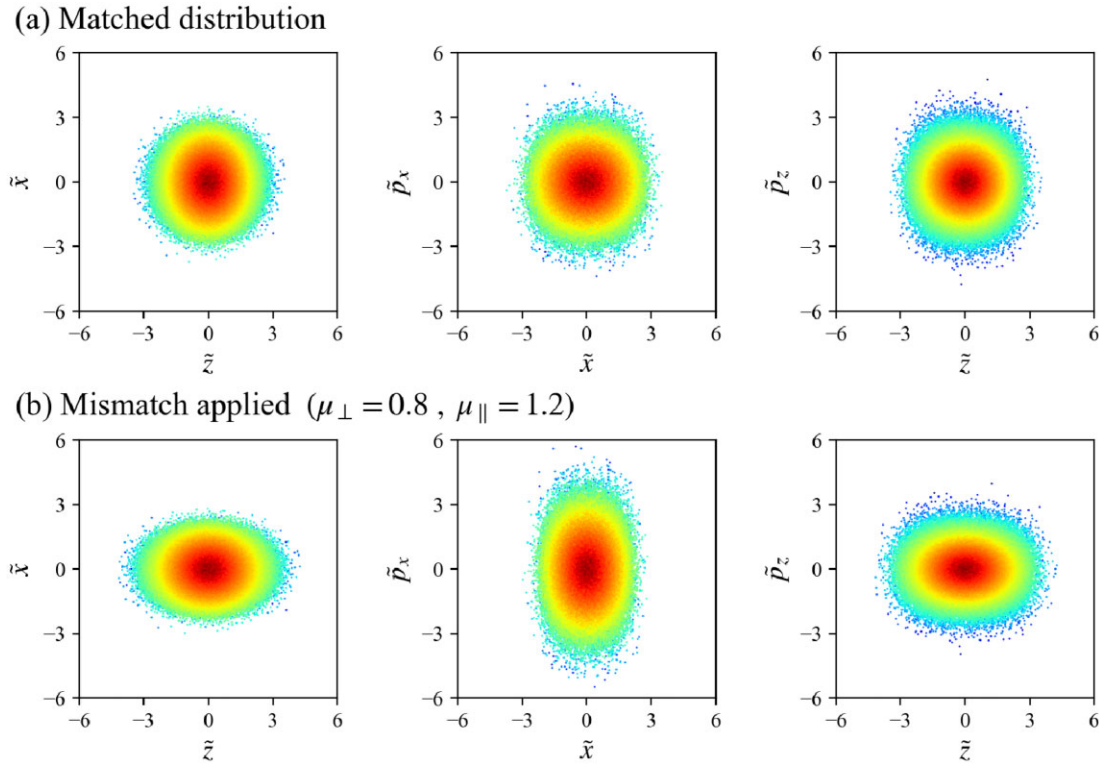 (a) Matched distribution
6
3
0
−3
−6
x̃
−6 −3 0 3 6
z̃
6
3
0
−3
−6
p̃ₓ
−6 −3 0 3 6
x̃
6
3
0
−3
−6
p̃_z
−6 −3 0 3 6
z̃
(b) Mismatch applied (μ⊥ = 0.8 , μ∥ = 1.2)
6
3
0
−3
−6
x̃
−6 −3 0 3 6
z̃
6
3
0
−3
−6
p̃ₓ
−6 −3 0 3 6
x̃
6
3
0
−3
−6
p̃_z
−6 −3 0 3 6
z̃